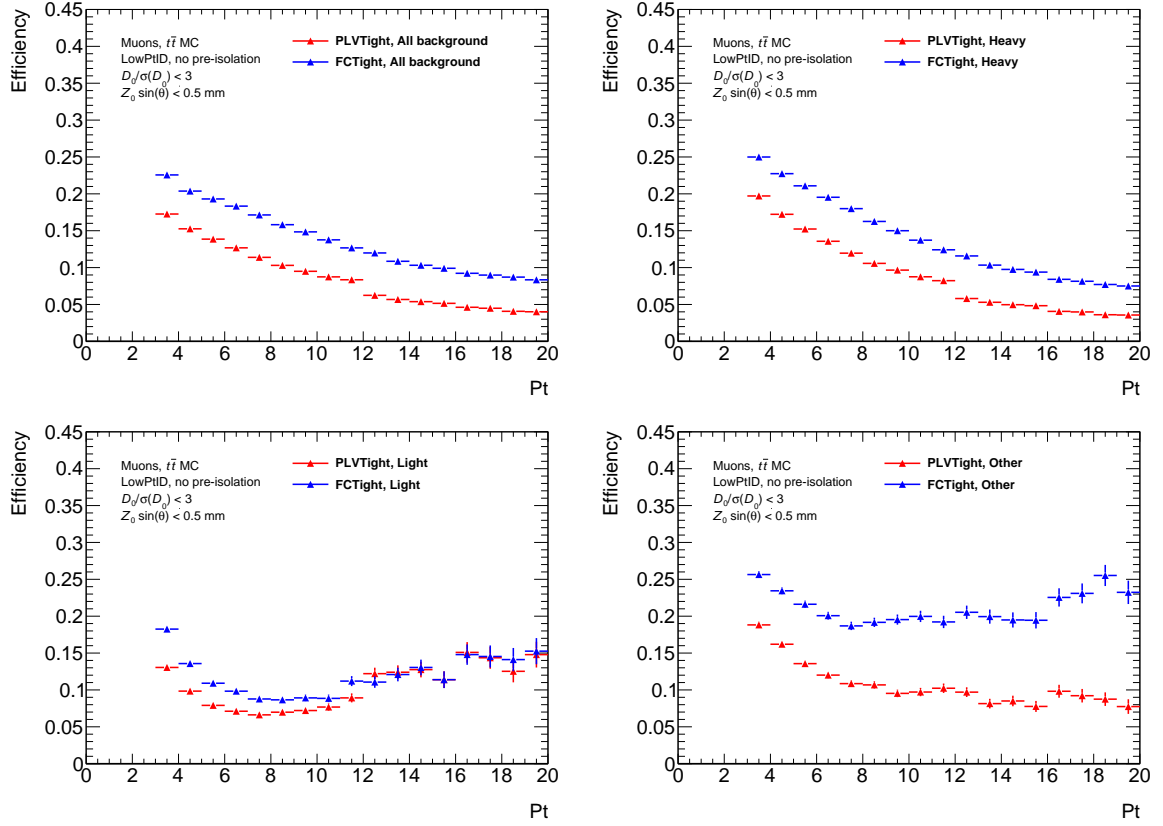 Efficiency
0.45
0.4
0.35
0.3
0.25
0.2
0.15
0.1
0.05
0
0 2 4 6 8 10 12 14 16 18 20
Pt
Muons, tt̄ MC
LowPtID, no pre-isolation
D₀/σ(D₀) < 3
Z₀ sin(θ) < 0.5 mm
PLVTight, All background
FCTight, All background
Efficiency
0.45
0.4
0.35
0.3
0.25
0.2
0.15
0.1
0.05
0
0 2 4 6 8 10 12 14 16 18 20
Pt
Muons, tt̄ MC
LowPtID, no pre-isolation
D₀/σ(D₀) < 3
Z₀ sin(θ) < 0.5 mm
PLVTight, Heavy
FCTight, Heavy
Efficiency
0.45
0.4
0.35
0.3
0.25
0.2
0.15
0.1
0.05
0
0 2 4 6 8 10 12 14 16 18 20
Pt
Muons, tt̄ MC
LowPtID, no pre-isolation
D₀/σ(D₀) < 3
Z₀ sin(θ) < 0.5 mm
PLVTight, Light
FCTight, Light
Efficiency
0.45
0.4
0.35
0.3
0.25
0.2
0.15
0.1
0.05
0
0 2 4 6 8 10 12 14 16 18 20
Pt
Muons, tt̄ MC
LowPtID, no pre-isolation
D₀/σ(D₀) < 3
Z₀ sin(θ) < 0.5 mm
PLVTight, Other
FCTight, Other